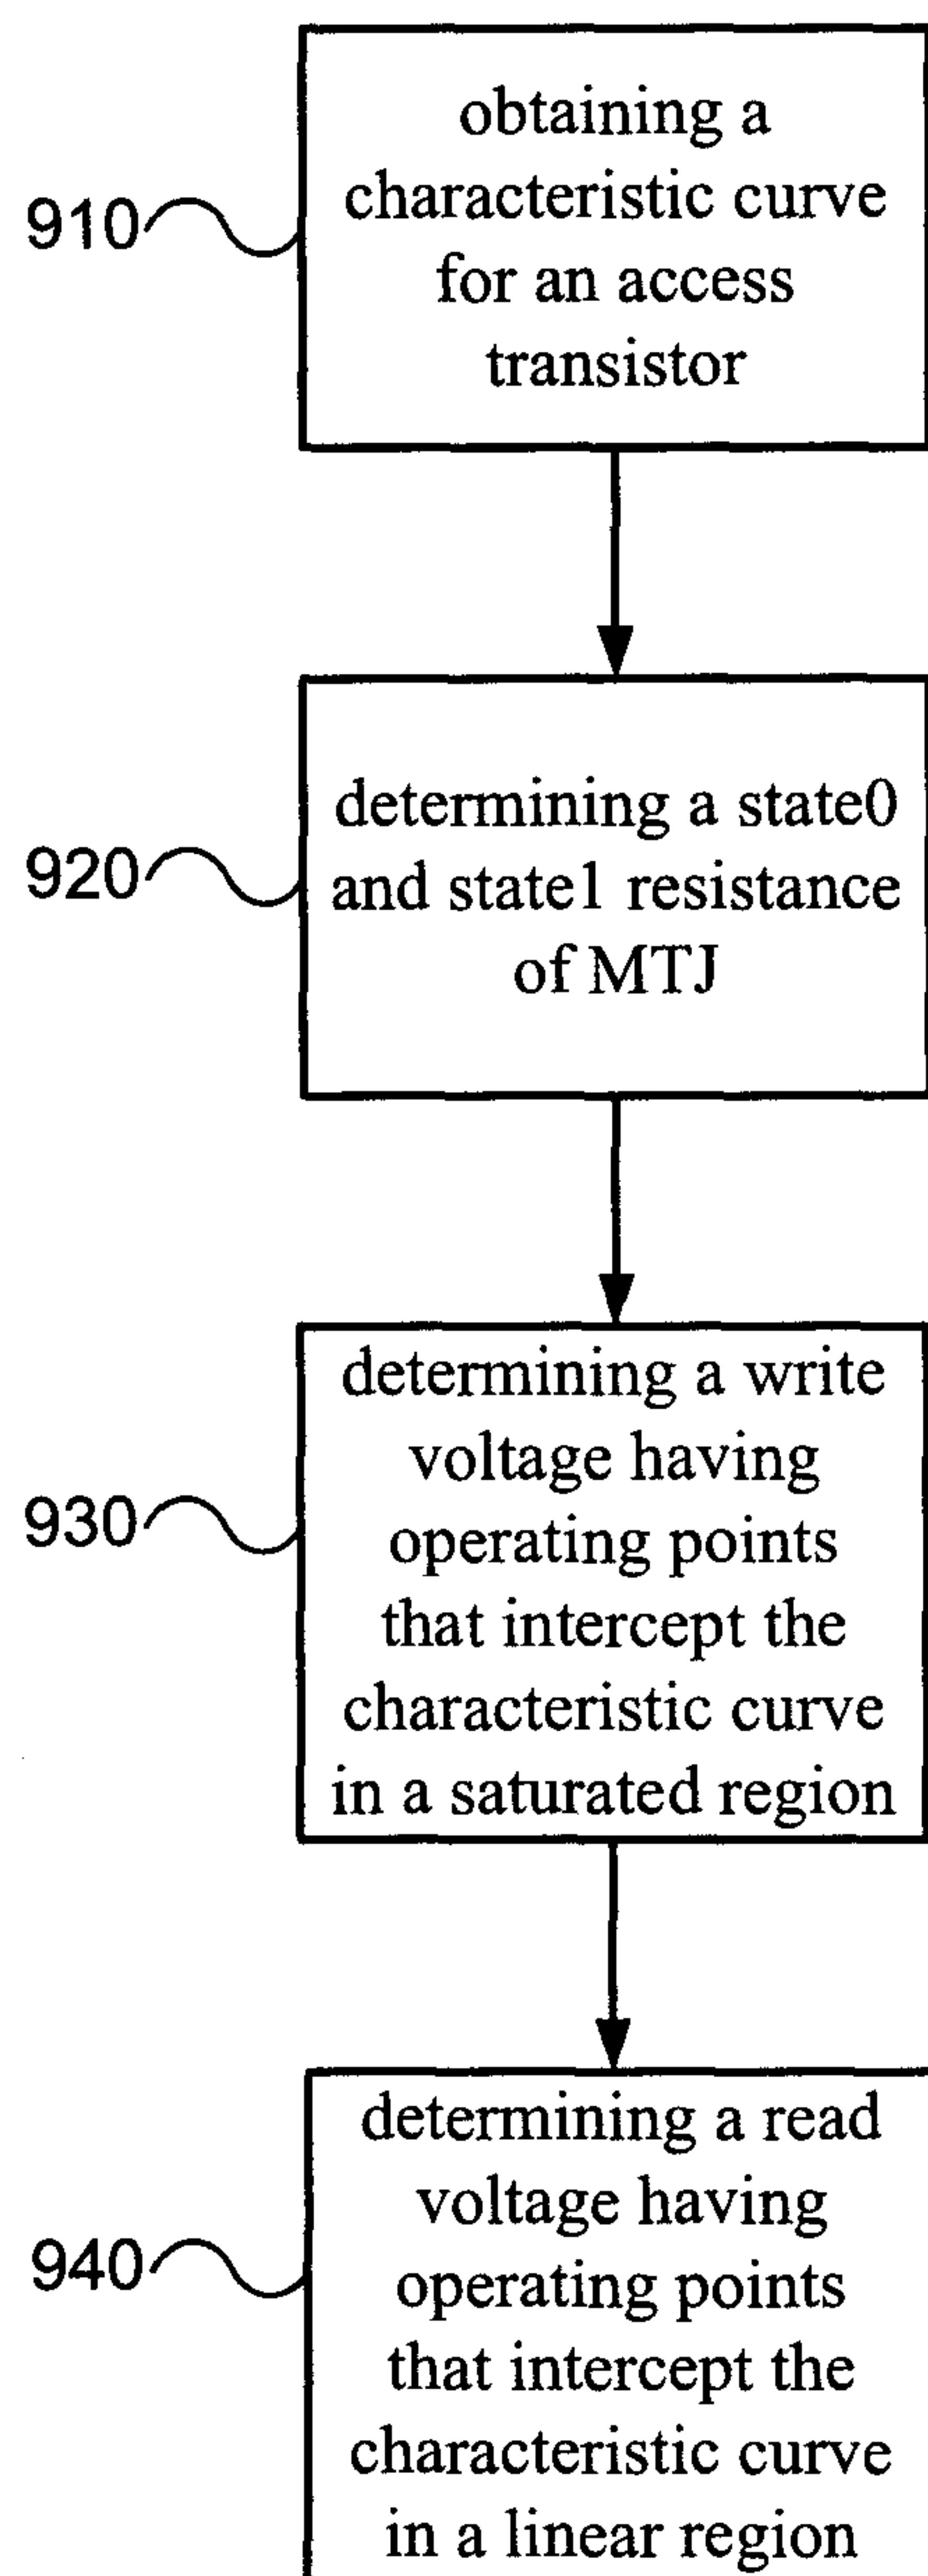 910
obtaining a
characteristic curve
for an access
transistor
920
determining a state0
and state1 resistance
of MTJ
930
determining a write
voltage having
operating points
that intercept the
characteristic curve
in a saturated region
940
determining a read
voltage having
operating points
that intercept the
characteristic curve
in a linear region